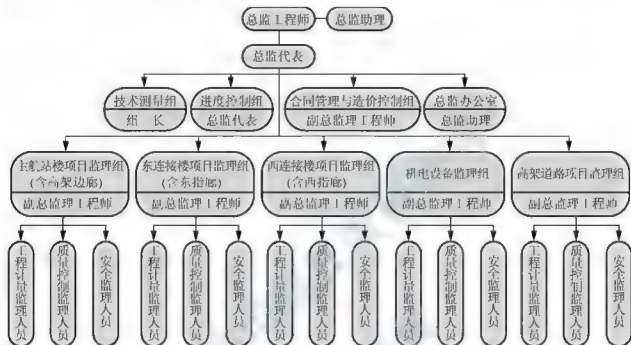 总监工程师
总监助理
总监代表
技术测量组
组 长
进度控制组
总监代表
合同管理与造价控制组
副总监理工程师
总监办公室
总监助理
主航站楼项目监理组
(含高架边廊)
副总监理工程师
东连接楼项目监理组
(含东指廊)
副总监理工程师
西连接楼项目监理组
(含西指廊)
副总监理工程师
机电设备监理组
副总监理工程师
高架道路项目监理组
副总监理工程师
工程计量监理人员
质量控制监理人员
安全监理人员
工程计量监理人员
质量控制监理人员
安全监理人员
工程计量监理人员
质量控制监理人员
安全监理人员
工程计量监理人员
质量控制监理人员
安全监理人员
工程计量监理人员
质量控制监理人员
安全监理人员